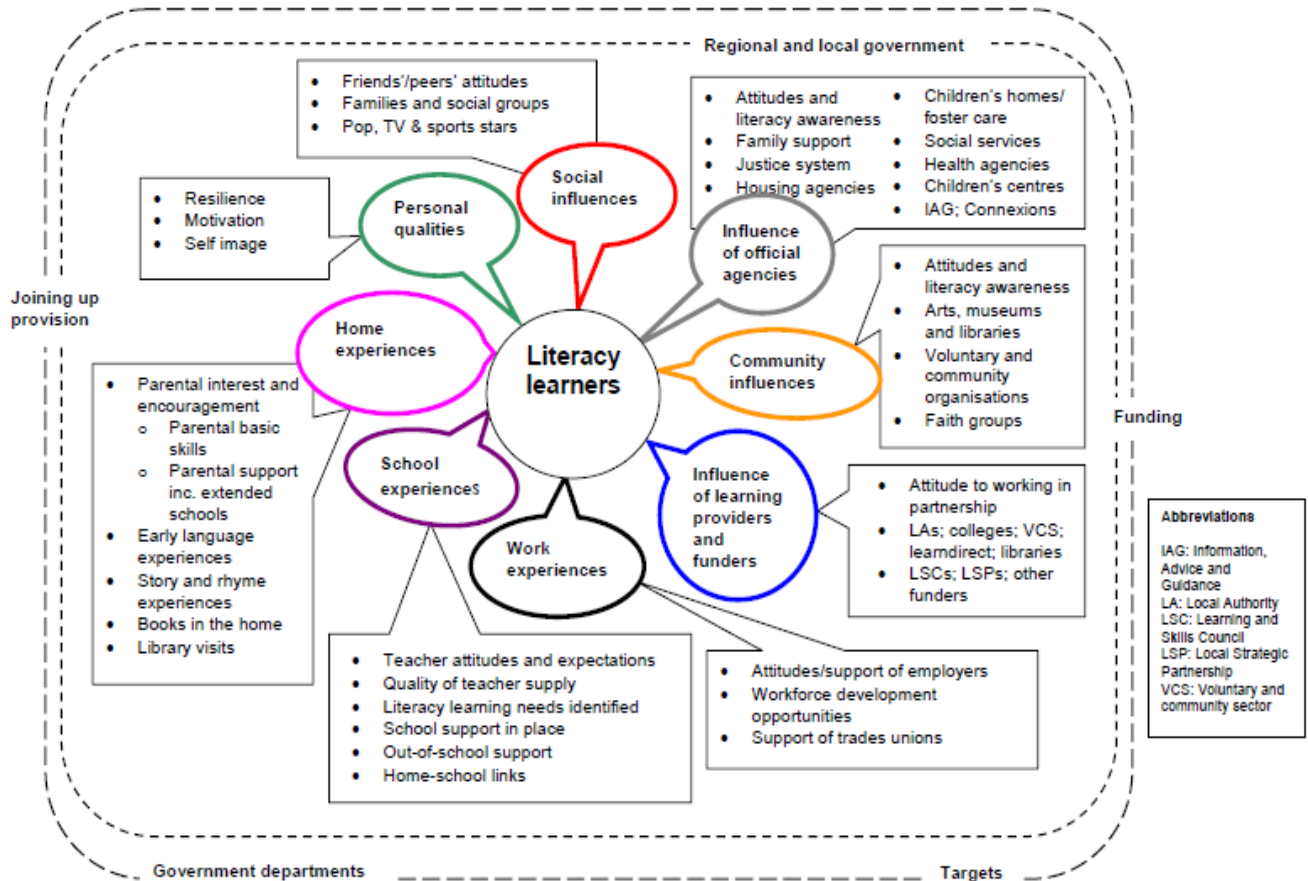 Regional and local government
• Friends'/peers' attitudes
• Families and social groups
• Pop, TV & sports stars
Social
influences
• Attitudes and
literacy awareness
• Family support
• Justice system
• Housing agencies
• Children's homes/
foster care
• Social services
• Health agencies
• Children's centres
• IAG; Connexions
Influence
of official
agencies
• Resilience
• Motivation
• Self image
Personal
qualities
Joining up
provision
Home
experiences
Literacy
learners
Community
influences
• Attitudes and
literacy awareness
• Arts, museums
and libraries
• Voluntary and
community
organisations
• Faith groups
Funding
• Parental interest and
encouragement
o Parental basic
skills
o Parental support
inc. extended
schools
• Early language
experiences
• Story and rhyme
experiences
• Books in the home
• Library visits
School
experiences
Work
experiences
Influence
of learning
providers
and
funders
• Attitude to working in
partnership
• LAs; colleges; VCS;
learndirect; libraries
• LSCs; LSPs; other
funders
• Teacher attitudes and expectations
• Quality of teacher supply
• Literacy learning needs identified
• School support in place
• Out-of-school support
• Home-school links
• Attitudes/support of employers
• Workforce development
opportunities
• Support of trades unions
Abbreviations
IAG: Information,
Advice and
Guidance
LA: Local Authority
LSC: Learning and
Skills Council
LSP: Local Strategic
Partnership
VCS: Voluntary and
community sector
Government departments
Targets